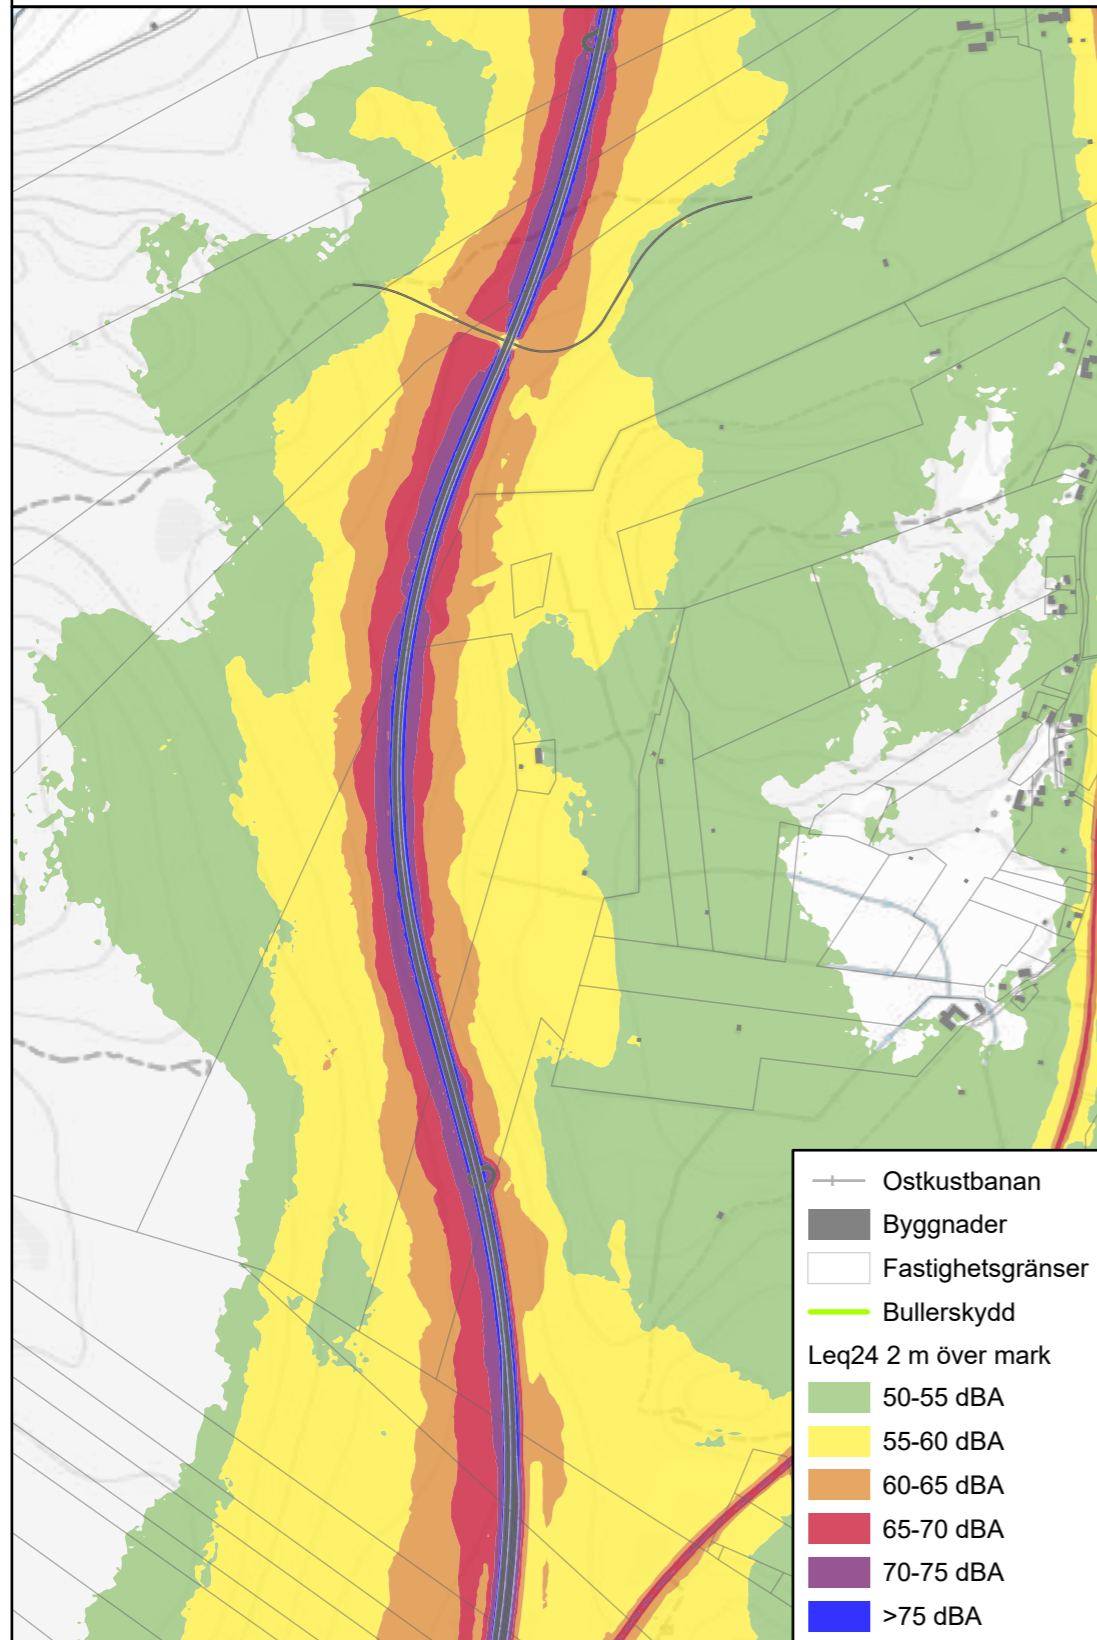 Ostkustbanan
Byggnader
Fastighetsgränser
Bullerskydd
Leq24 2 m över mark
50-55 dBA
55-60 dBA
60-65 dBA
65-70 dBA
70-75 dBA
>75 dBA